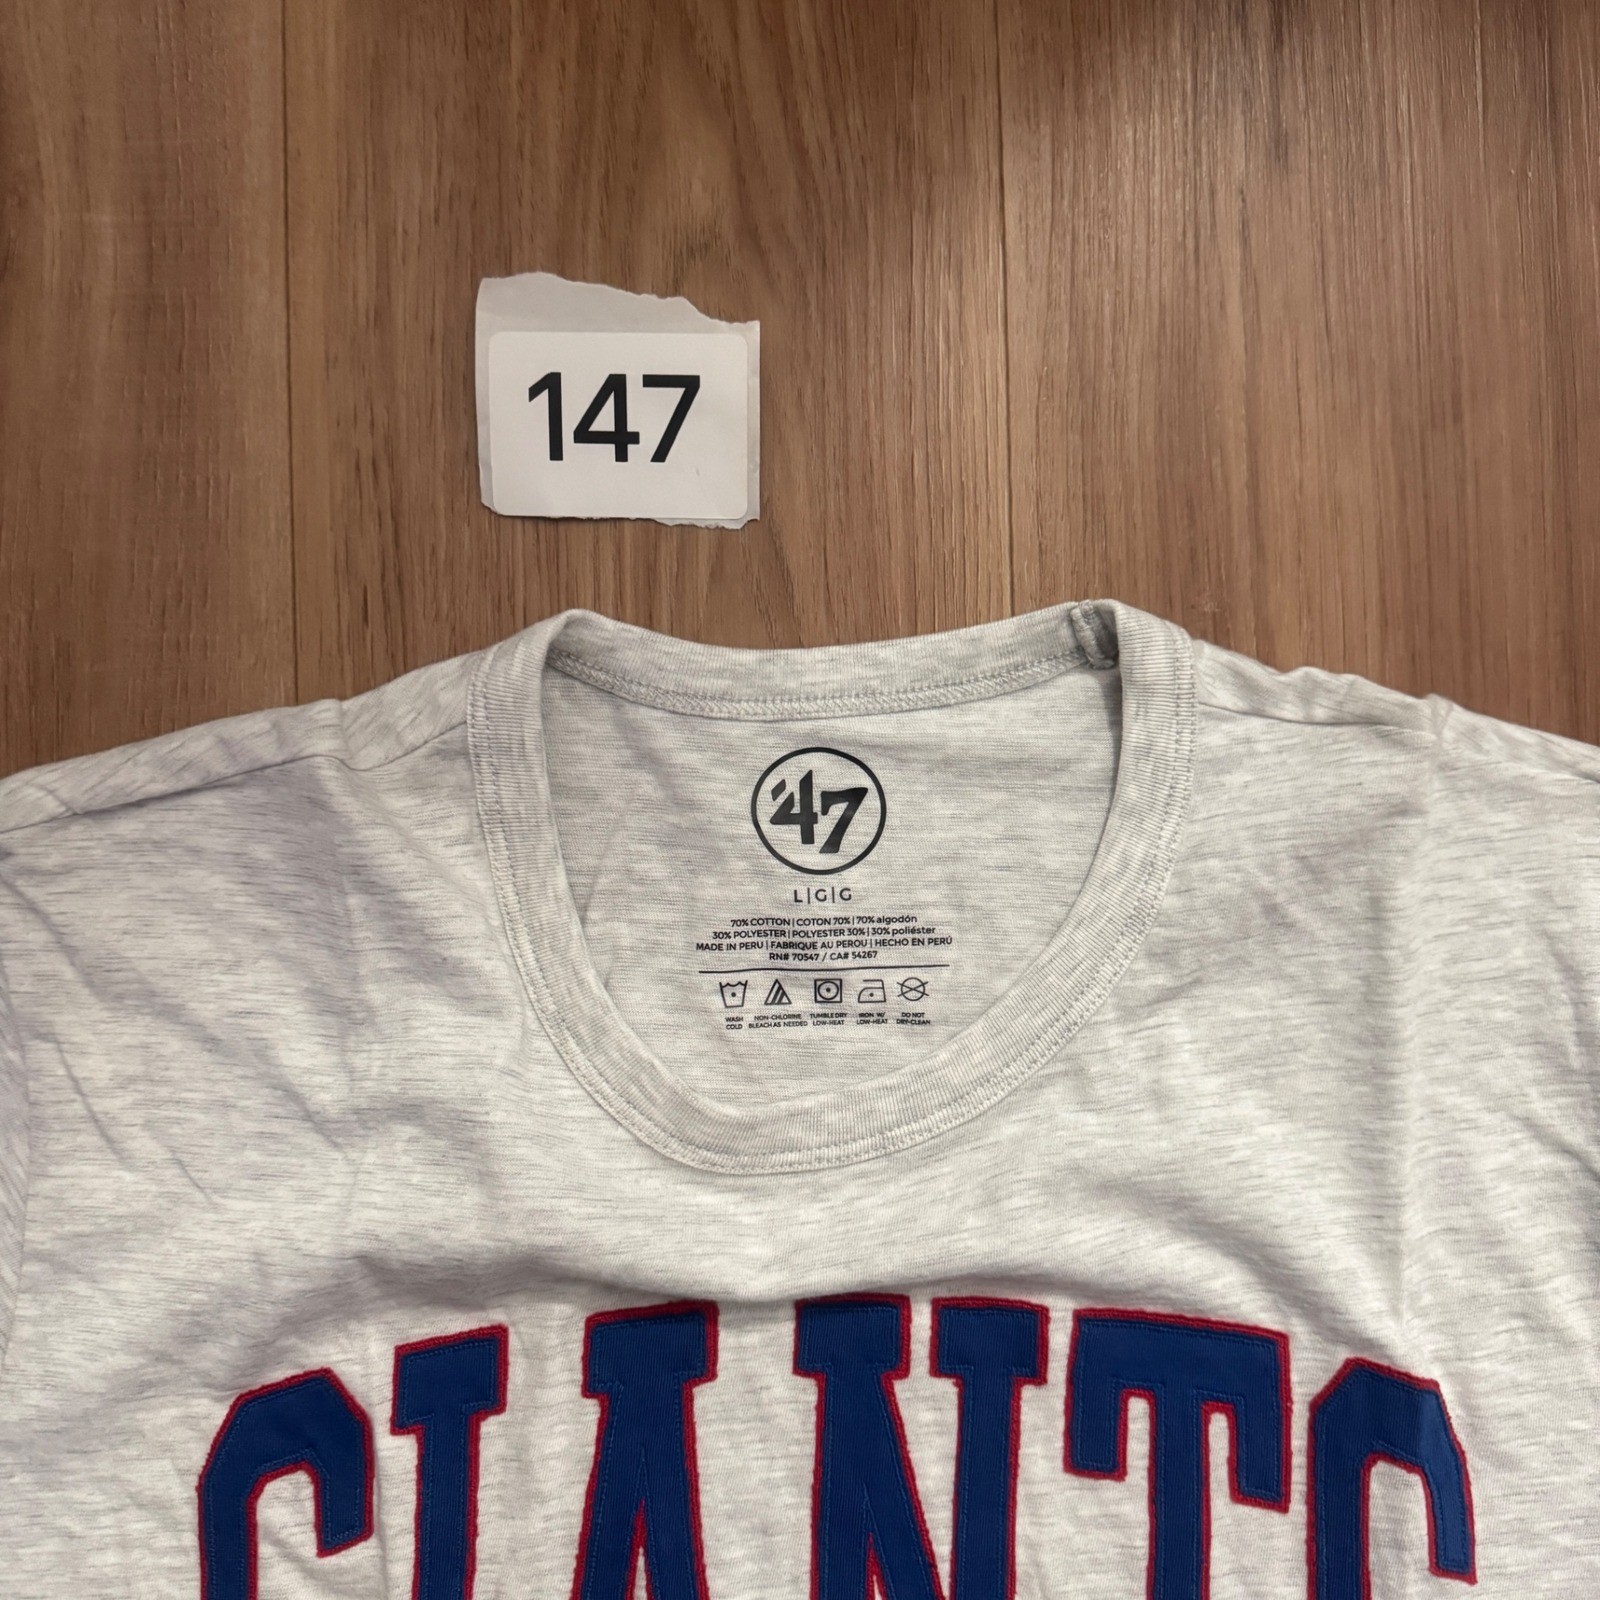 147
'47
L|G|G
70% COTTON | COTON 70% | 70% algodón
30% POLYESTER | POLYESTER 30% | 30% poliéster
MADE IN PERU | FABRIQUE AU PEROU | HECHO EN PERÚ
RN# 70547 / CA# 54267
WASH COLD
NON-CHLORINE BLEACH AS NEEDED
TUMBLE DRY LOW-HEAT
IRON W/ LOW-HEAT
DO NOT DRY-CLEAN
GIANTS